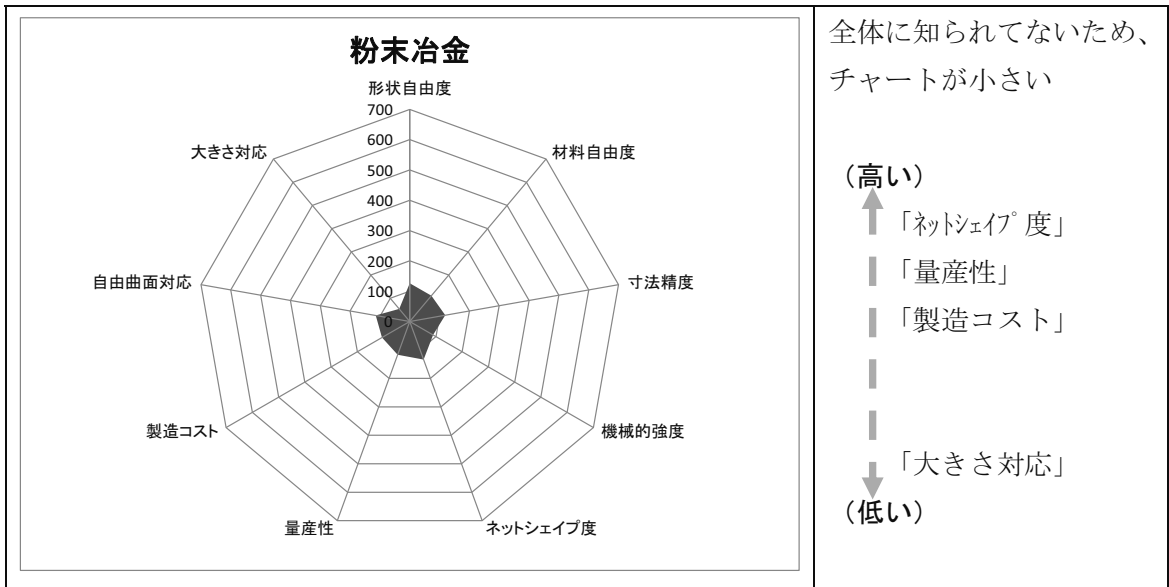 粉末冶金
形状自由度
700
600
500
400
300
200
100
0
材料自由度
寸法精度
機械的強度
ネットシェイプ度
量産性
製造コスト
自由曲面対応
大きさ対応
全体に知られてないため、
チャートが小さい
（高い）
「ﾈｯﾄｼｪｲﾌﾟ度」
「量産性」
「製造コスト」
「大きさ対応」
（低い）